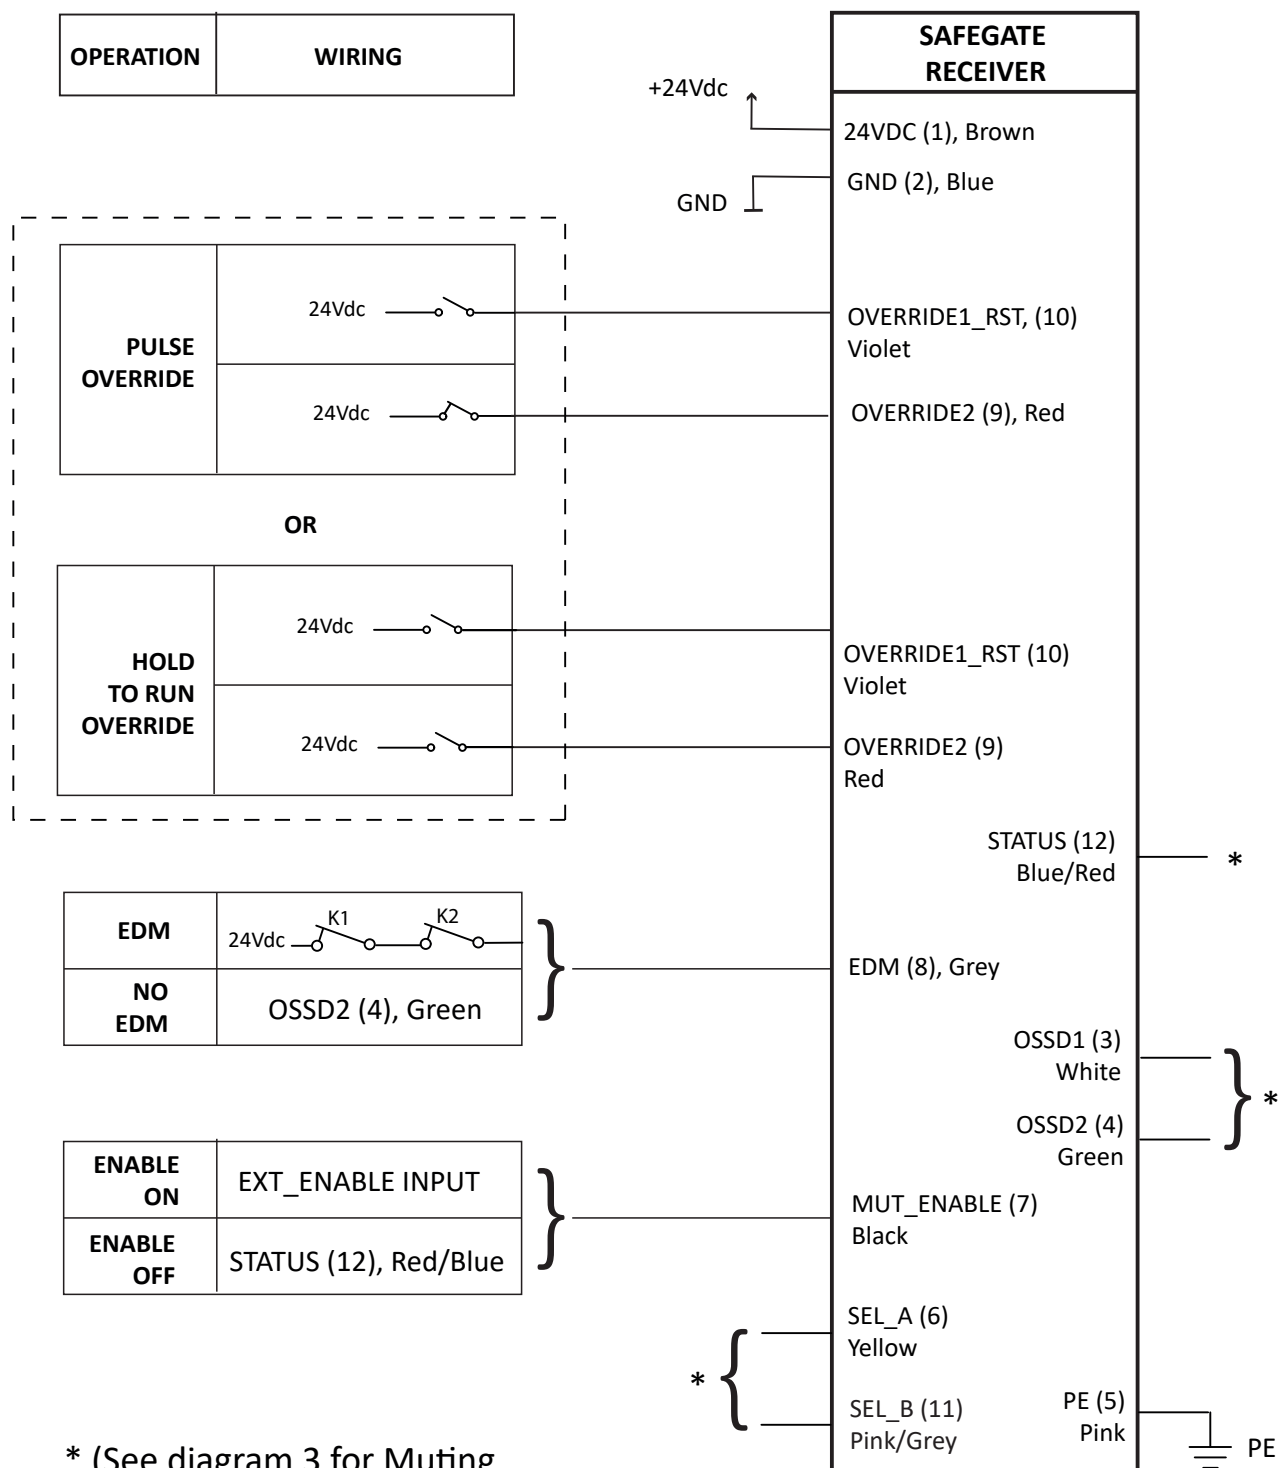 OPERATION WIRING
SAFEGATE
RECEIVER
+24Vdc
24VDC (1), Brown
GND
GND (2), Blue
PULSE
OVERRIDE
24Vdc
OVERRIDE1_RST, (10)
Violet
24Vdc
OVERRIDE2 (9), Red
OR
HOLD
TO RUN
OVERRIDE
24Vdc
OVERRIDE1_RST (10)
Violet
24Vdc
OVERRIDE2 (9)
Red
STATUS (12)
Blue/Red
*
EDM
24Vdc K1 K2
NO
EDM
OSSD2 (4), Green
EDM (8), Grey
OSSD1 (3)
White
OSSD2 (4)
Green
*
ENABLE
ON
EXT_ENABLE INPUT
ENABLE
OFF
STATUS (12), Red/Blue
MUT_ENABLE (7)
Black
SEL_A (6)
Yellow
*
SEL_B (11)
Pink/Grey
PE (5)
Pink
PE
* (See diagram 3 for Muting